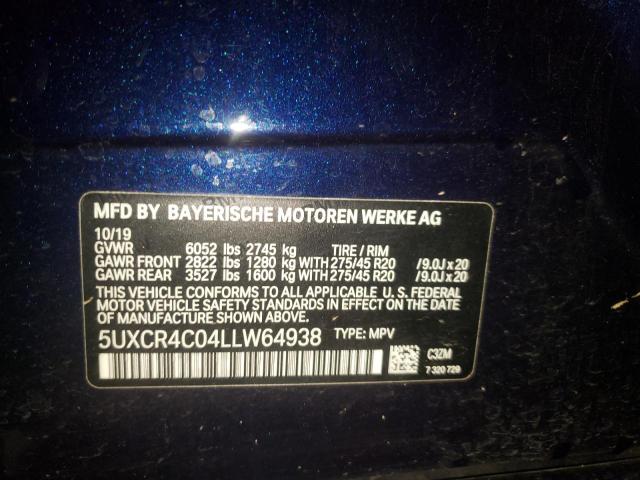 MFD BY BAYERISCHE MOTOREN WERKE AG
10/19
GVWR 6052 lbs 2745 kg TIRE / RIM
GAWR FRONT 2822 lbs 1280 kg WITH 275/45 R20 /9.0J x 20
GAWR REAR 3527 lbs 1600 kg WITH 275/45 R20 /9.0J x 20
THIS VEHICLE CONFORMS TO ALL APPLICABLE U. S. FEDERAL
MOTOR VEHICLE SAFETY STANDARDS IN EFFECT ON THE
DATE OF MANUFACTURE SHOWN ABOVE.
5UXCR4C04LLW64938 TYPE: MPV
C3ZM
7 320 729